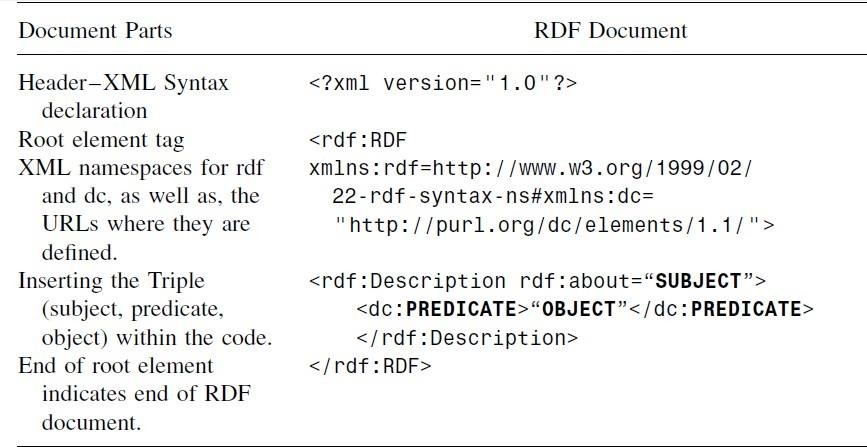 Document Parts RDF Document
Header–XML Syntax <?xml version="1.0"?>
declaration
Root element tag <rdf:RDF
XML namespaces for rdf xmlns:rdf=http://www.w3.org/1999/02/
and dc, as well as, the 22-rdf-syntax-ns#xmlns:dc=
URLs where they are "http://purl.org/dc/elements/1.1/">
defined.
Inserting the Triple <rdf:Description rdf:about=“SUBJECT”>
(subject, predicate, <dc:PREDICATE>“OBJECT”</dc:PREDICATE>
object) within the code. </rdf:Description>
End of root element </rdf:RDF>
indicates end of RDF
document.